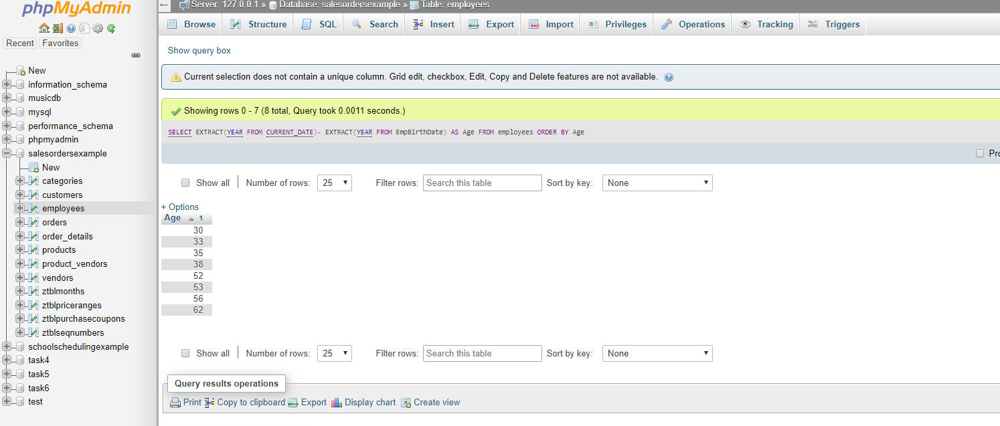 phpMyAdmin
Recent Favorites
New
information_schema
musicdb
mysql
performance_schema
phpmyadmin
salesordersexample
New
categories
customers
employees
orders
order_details
products
product_vendors
vendors
ztblmonths
ztblpriceranges
ztblpurchasecoupons
ztblseqnumbers
schoolschedulingexample
task4
task5
task6
test
Server: 127.0.0.1 » Database: salesordersexample » Table: employees
Browse Structure SQL Search Insert Export Import Privileges Operations Tracking Triggers
Show query box
Current selection does not contain a unique column. Grid edit, checkbox, Edit, Copy and Delete features are not available.
Showing rows 0 - 7 (8 total, Query took 0.0011 seconds.)
SELECT EXTRACT(YEAR FROM CURRENT_DATE)- EXTRACT(YEAR FROM EmpBirthDate) AS Age FROM employees ORDER BY Age
Pro
Show all | Number of rows: 25 Filter rows: Search this table Sort by key: None
+ Options
Age 1
30
33
35
38
52
53
56
62
Show all | Number of rows: 25 Filter rows: Search this table Sort by key: None
Query results operations
Print Copy to clipboard Export Display chart Create view